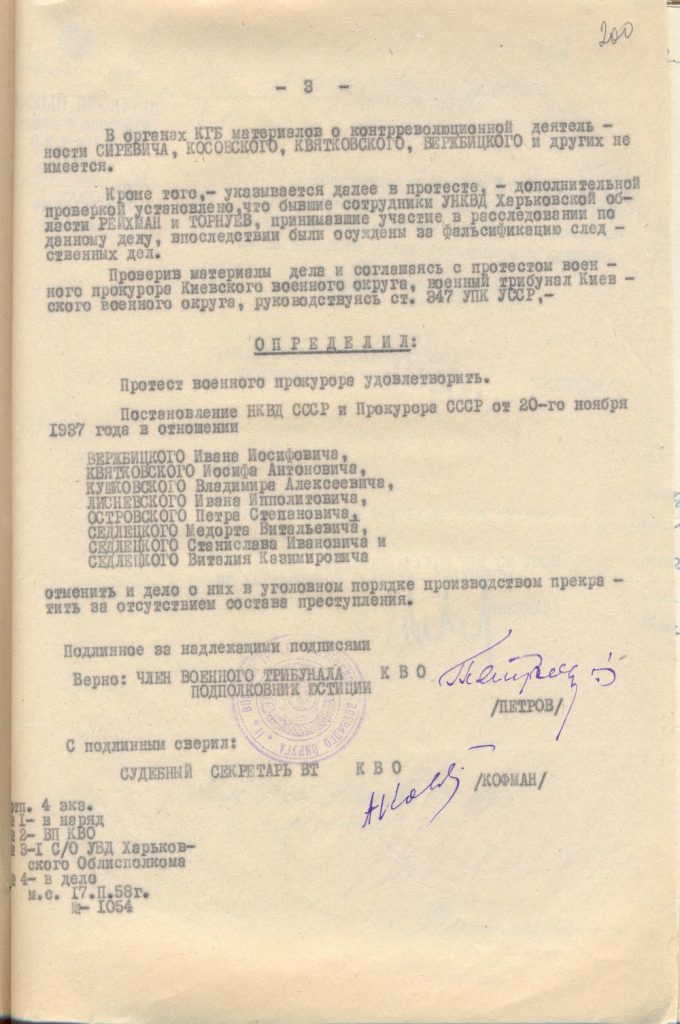 200
- 3 -
В органах КГБ материалов о контрреволюционной деятель -
ности СИРЕВИЧА, КОСОВСКОГО, КВЯТКОВСКОГО, ВЕРЖБИЦКОГО и других не
имеется.
Кроме того,- указывается далее в протесте, - дополнительной
проверкой установлено,что бывшие сотрудники УНКВД Харьковской об-
ласти РЕЙХМАН и ТОРНУЕВ, принимавшие участие в расследовании по
данному делу, впоследствии были осуждены за фальсификацию след -
ственных дел.
Проверив материалы дела и соглашаясь с протестом воен -
ного прокурора Киевского военного округа, военный трибунал Киев -
ского военного округа, руководствуясь ст. 347 УПК УССР,-
О П Р Е Д Е Л И Л:
Протест военного прокурора удовлетворить.
Постановление НКВД СССР и Прокурора СССР от 20-го ноября
1937 года в отношении
ВЕРЖБИЦКОГО Ивана Иосифовича,
КВЯТКОВСКОГО Иосифа Антоновича,
КУШКОВСКОГО Владимира Алексеевича,
ЛИСНЕВСКОГО Ивана Ипполитовича,
ОСТРОВСКОГО Петра Степановича,
СЕДЛЕЦКОГО Медорта Витальевича,
СЕДЛЕЦКОГО Станислава Ивановича и
СЕДЛЕЦКОГО Виталия Казимировича
отменить и дело о них в уголовном порядке производством прекра -
тить за отсутствием состава преступления.
Подлинное за надлежащими подписями
Верно: ЧЛЕН ВОЕННОГО ТРИБУНАЛА К В О
ПОДПОЛКОВНИК ЮСТИЦИИ
/ПЕТРОВ/
С подлинным сверил:
СУДЕБНЫЙ СЕКРЕТАРЬ ВТ К В О
/КОФМАН/
отп. 4 экз.
№ 1- в наряд
№ 2- ВП КВО
№ 3-I С/О УВД Харьков-
ского Облисполкома
№ 4- в дело
м.с. 17.П.58г.
№- 1054